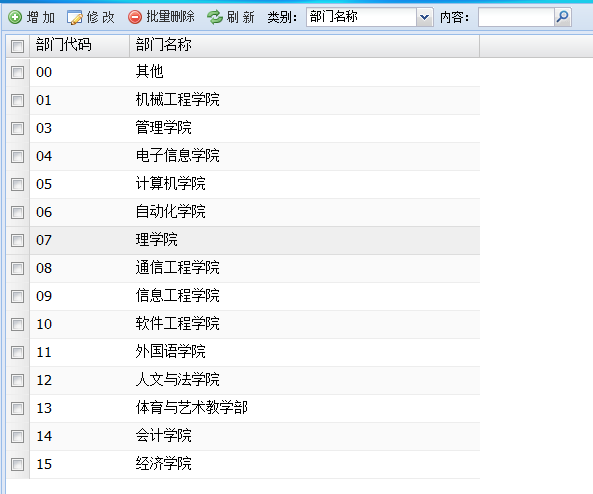 增 加 修 改 批量删除 刷 新 类别: 部门名称 内容:
部门代码 部门名称
00 其他
01 机械工程学院
03 管理学院
04 电子信息学院
05 计算机学院
06 自动化学院
07 理学院
08 通信工程学院
09 信息工程学院
10 软件工程学院
11 外国语学院
12 人文与法学院
13 体育与艺术教学部
14 会计学院
15 经济学院